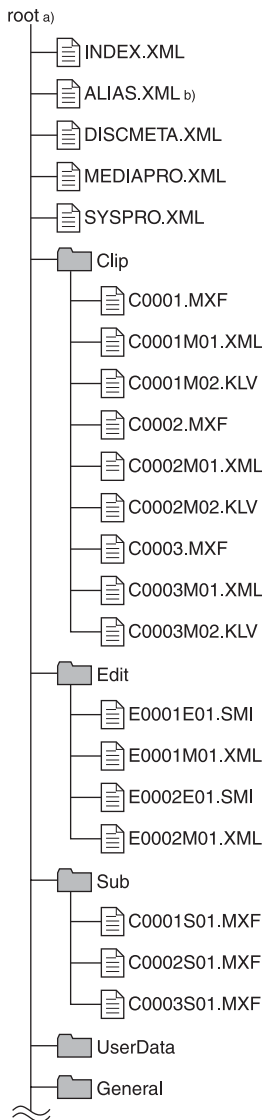 root a)
INDEX.XML
ALIAS.XML b)
DISCMETA.XML
MEDIAPRO.XML
SYSPRO.XML
Clip
C0001.MXF
C0001M01.XML
C0001M02.KLV
C0002.MXF
C0002M01.XML
C0002M02.KLV
C0003.MXF
C0003M01.XML
C0003M02.KLV
Edit
E0001E01.SMI
E0001M01.XML
E0002E01.SMI
E0002M01.XML
Sub
C0001S01.MXF
C0002S01.MXF
C0003S01.MXF
UserData
General